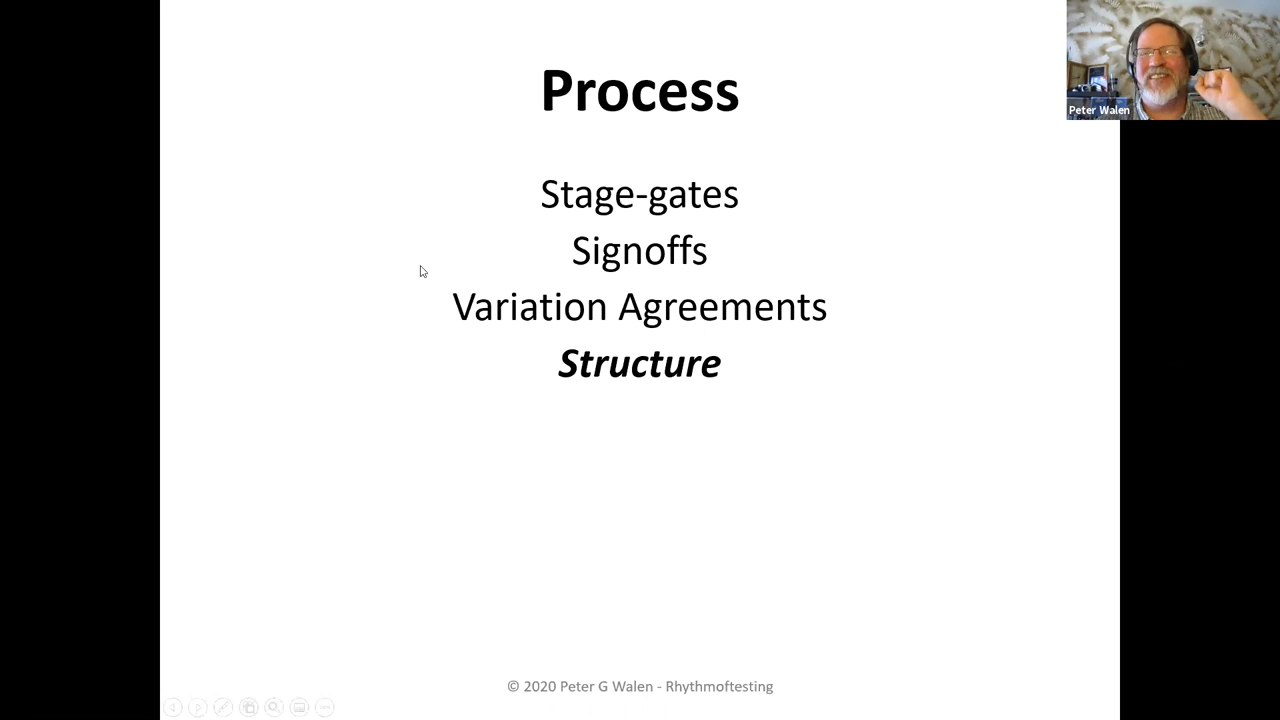 Process
Peter Walen
Stage-gates
Signoffs
Variation Agreements
Structure
© 2020 Peter G Walen - Rhythmoftesting